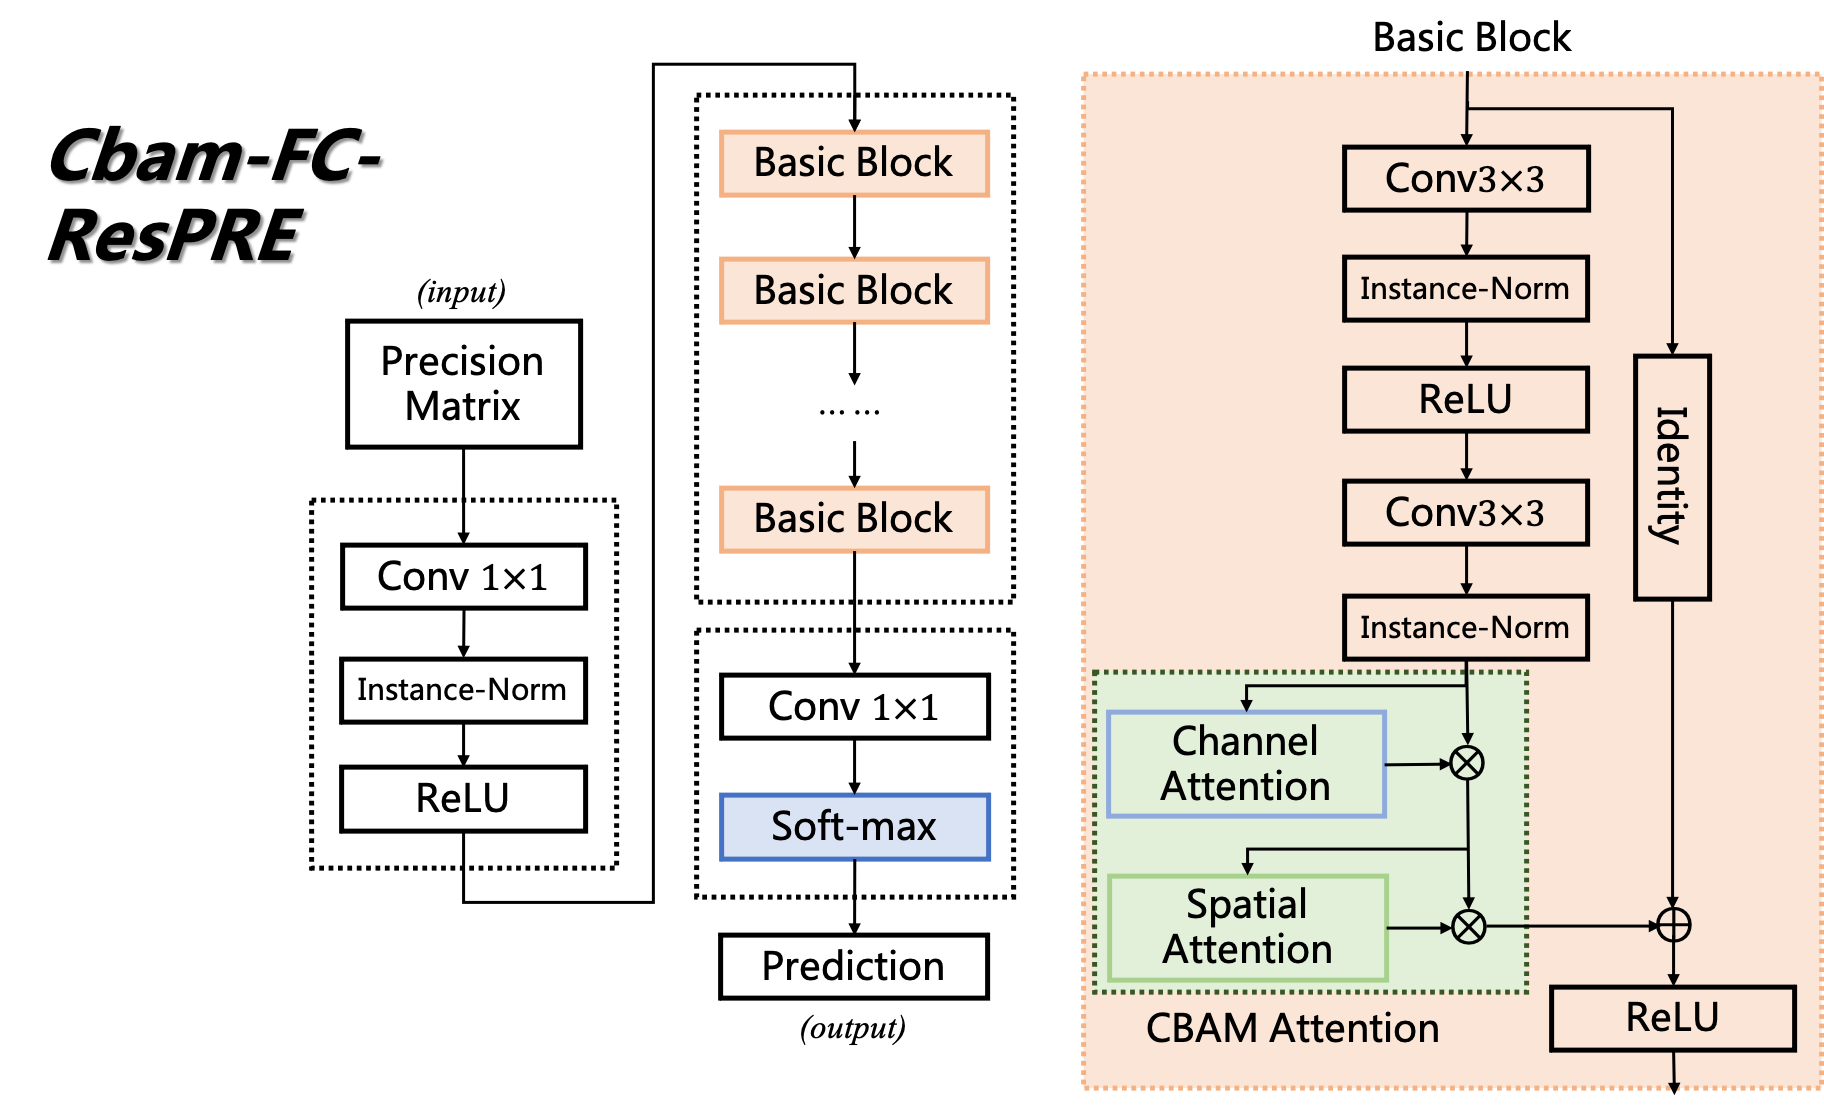 Cbam-FC-
ResPRE
(input)
Precision
Matrix
Conv 1×1
Instance-Norm
ReLU
Basic Block
Basic Block
... ...
Basic Block
Conv 1×1
Soft-max
Prediction
(output)
Basic Block
Conv3×3
Instance-Norm
ReLU
Conv3×3
Instance-Norm
Identity
Channel
Attention
Spatial
Attention
CBAM Attention
ReLU